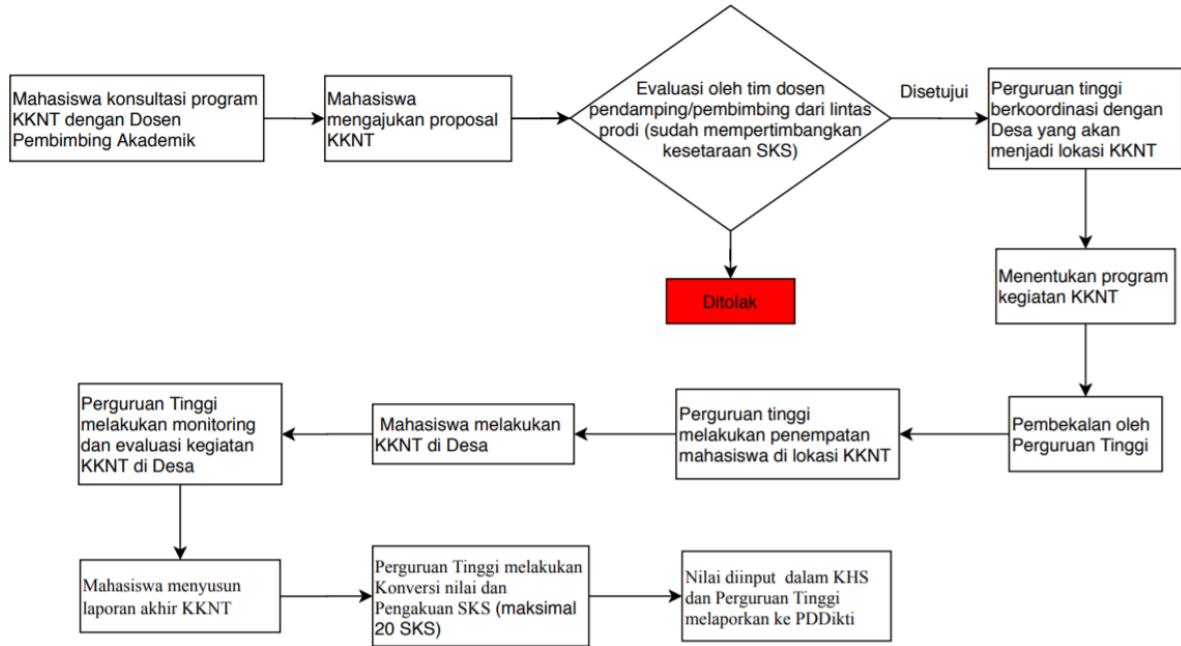 Mahasiswa konsultasi program
KKNT dengan Dosen
Pembimbing Akademik
Mahasiswa
mengajukan proposal
KKNT
Evaluasi oleh tim dosen
pendamping/pembimbing dari lintas
prodi (sudah mempertimbangkan
kesetaraan SKS)
Disetujui
Perguruan tinggi
berkoordinasi dengan
Desa yang akan
menjadi lokasi KKNT
Ditolak
Menentukan program
kegiatan KKNT
Pembekalan oleh
Perguruan Tinggi
Perguruan tinggi
melakukan penempatan
mahasiswa di lokasi KKNT
Mahasiswa melakukan
KKNT di Desa
Perguruan Tinggi
melakukan monitoring
dan evaluasi kegiatan
KKNT di Desa
Mahasiswa menyusun
laporan akhir KKNT
Perguruan Tinggi melakukan
Konversi nilai dan
Pengakuan SKS (maksimal
20 SKS)
Nilai diinput dalam KHS
dan Perguruan Tinggi
melaporkan ke PDDikti